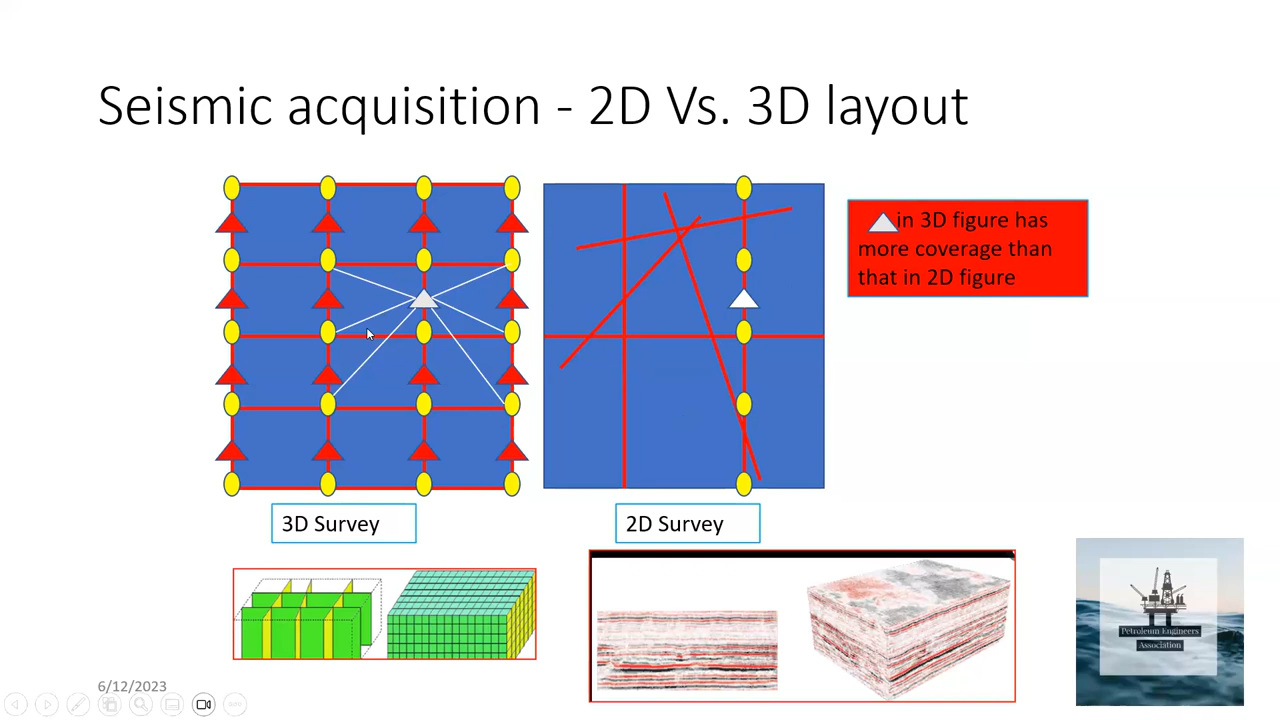 Seismic acquisition - 2D Vs. 3D layout
in 3D figure has
more coverage than
that in 2D figure
3D Survey
2D Survey
Petroleum Engineers
Association
6/12/2023